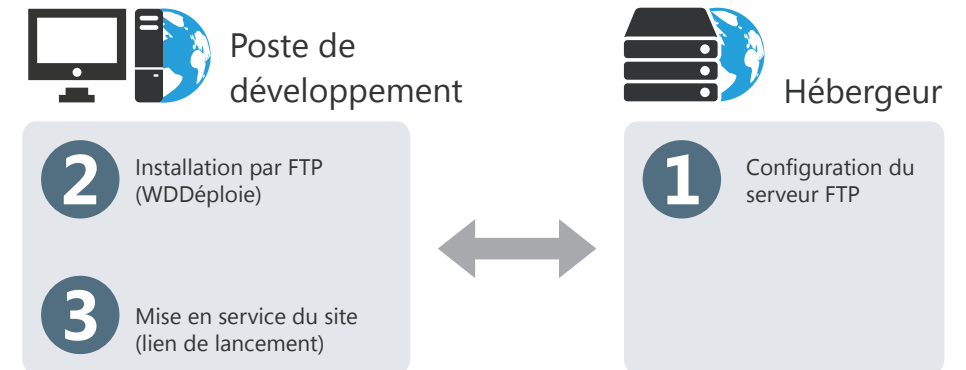 Poste de
développement
2
Installation par FTP
(WDDéploie)
3
Mise en service du site
(lien de lancement)
Hébergeur
1
Configuration du
serveur FTP